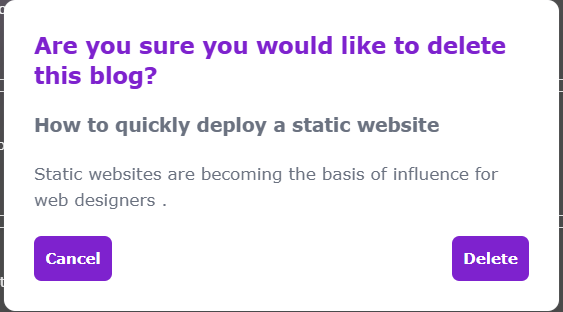 Are you sure you would like to delete
this blog?
How to quickly deploy a static website
Static websites are becoming the basis of influence for
web designers .
Cancel
Delete